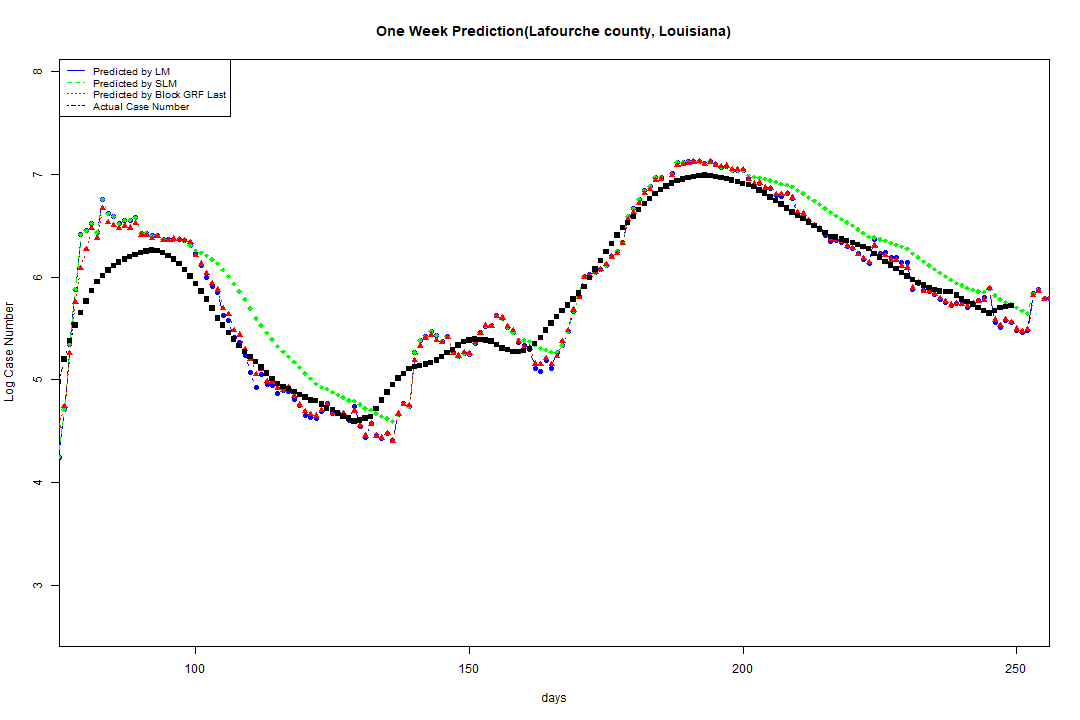 One Week Prediction(Lafourche county, Louisiana)
Predicted by LM
Predicted by SLM
Predicted by Block GRF Last
Actual Case Number
8
7
6
5
4
3
Log Case Number
100
150
200
250
days